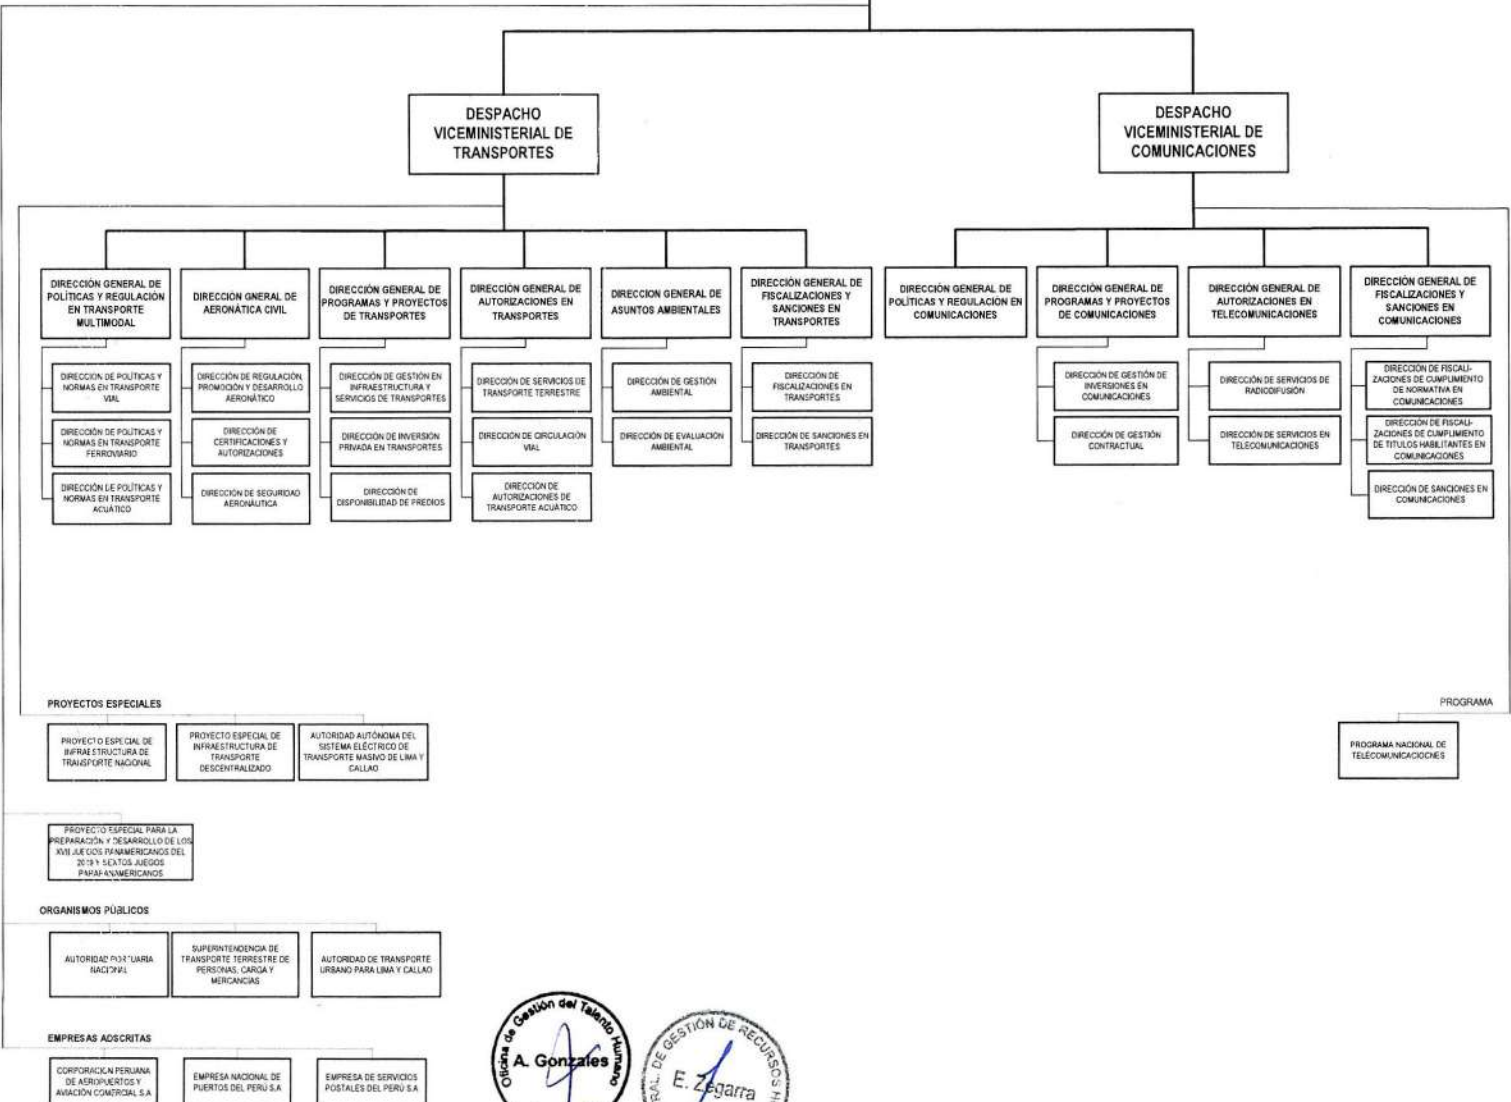 DESPACHO
VICEMINISTERIAL DE
TRANSPORTES
DESPACHO
VICEMINISTERIAL DE
COMUNICACIONES
DIRECCIÓN GENERAL DE
POLÍTICAS Y REGULACIÓN
EN TRANSPORTE
MULTIMODAL
DIRECCIÓN GNERAL DE
AERONÁTICA CIVIL
DIRECCIÓN GENERAL DE
PROGRAMAS Y PROYECTOS
DE TRANSPORTES
DIRECCIÓN GENERAL DE
AUTORIZACIONES EN
TRANSPORTES
DIRECCION GENERAL DE
ASUNTOS AMBIENTALES
DIRECCIÓN GENERAL DE
FISCALIZACIONES Y
SANCIONES EN
TRANSPORTES
DIRECCIÓN GENERAL DE
POLÍTICAS Y REGULACIÓN EN
COMUNICACIONES
DIRECCIÓN GENERAL DE
PROGRAMAS Y PROYECTOS
DE COMUNICACIONES
DIRECCIÓN GENERAL DE
AUTORIZACIONES EN
TELECOMUNICACIONES
DIRECCIÓN GENERAL DE
FISCALIZACIONES Y
SANCIONES EN
COMUNICACIONES
DIRECCIÓN DE POLÍTICAS Y
NORMAS EN TRANSPORTE
VIAL
DIRECCIÓN DE REGULACIÓN,
PROMOCIÓN Y DESARROLLO
AERONÁTICO
DIRECCIÓN DE GESTIÓN EN
INFRAESTRUCTURA Y
SERVICIOS DE TRANSPORTES
DIRECCIÓN DE SERVICIOS DE
TRANSPORTE TERRESTRE
DIRECCIÓN DE GESTIÓN
AMBIENTAL
DIRECCIÓN DE
FISCALIZACIONES EN
TRANSPORTES
DIRECCIÓN DE GESTIÓN DE
INVERSIONES EN
COMUNICACIONES
DIRECCIÓN DE SERVICIOS DE
RADIODIFUSIÓN
DIRECCIÓN DE FISCALI-
ZACIONES DE CUMPLIMIENTO
DE NORMATIVA EN
COMUNICACIONES
DIRECCIÓN DE POLÍTICAS Y
NORMAS EN TRANSPORTE
FERROVIARIO
DIRECCIÓN DE
CERTIFICACIONES Y
AUTORIZACIONES
DIRECCIÓN DE INVERSIÓN
PRIVADA EN TRANSPORTES
DIRECCIÓN DE CIRCULACIÓN
VIAL
DIRECCIÓN DE EVALUACIÓN
AMBIENTAL
DIRECCIÓN DE SANCIONES EN
TRANSPORTES
DIRECCIÓN DE GESTIÓN
CONTRACTUAL
DIRECCIÓN DE SERVICIOS EN
TELECOMUNICACIONES
DIRECCIÓN DE FISCALI-
ZACIONES DE CUMPLIMIENTO
DE TITULOS HABILITANTES EN
COMUNICACIONES
DIRECCIÓN DE POLÍTICAS Y
NORMAS EN TRANSPORTE
ACUÁTICO
DIRECCIÓN DE SEGURIDAD
AERONÁUTICA
DIRECCIÓN DE
DISPONIBILIDAD DE PREDIOS
DIRECCIÓN DE
AUTORIZACIONES DE
TRANSPORTE ACUÁTICO
DIRECCIÓN DE SANCIONES EN
COMUNICACIONES
PROYECTOS ESPECIALES
PROGRAMA
PROYECTO ESPECIAL DE
INFRAESTRUCTURA DE
TRANSPORTE NACIONAL
PROYECTO ESPECIAL DE
INFRAESTRUCTURA DE
TRANSPORTE
DESCENTRALIZADO
AUTORIDAD AUTÓNOMA DEL
SISTEMA ELÉCTRICO DE
TRANSPORTE MASIVO DE LIMA Y
CALLAO
PROGRAMA NACIONAL DE
TELECOMUNICACIOCNES
PROYECTO ESPECIAL PARA LA
PREPARACIÓN Y DESARROLLO DE LOS
XVIII JUEGOS PANAMERICANOS DEL
2019 Y SEXTOS JUEGOS
PARAPANAMERICANOS
ORGANISMOS PÚBLICOS
AUTORIDAD PORTUARIA
NACIONAL
SUPERINTENDENCIA DE
TRANSPORTE TERRESTRE DE
PERSONAS, CARGA Y
MERCANCÍAS
AUTORIDAD DE TRANSPORTE
URBANO PARA LIMA Y CALLAO
EMPRESAS ADSCRITAS
CORPORACIÓN PERUANA
DE AEROPUERTOS Y
AVIACIÓN COMERCIAL S.A
EMPRESA NACIONAL DE
PUERTOS DEL PERÚ S.A
EMPRESA DE SERVICIOS
POSTALES DEL PERÚ S.A
Oficina de Gestión del Talento Humano
A. Gonzales
DE GESTIÓN DE RECURSOS
E. Zegarra